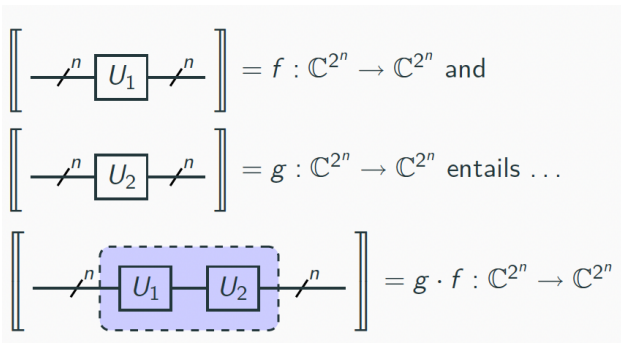 ⟦ n U₁ n ⟧ = f : ℂ^{2^n} → ℂ^{2^n} and
⟦ n U₂ n ⟧ = g : ℂ^{2^n} → ℂ^{2^n} entails . . .
⟦ n U₁ U₂ n ⟧ = g · f : ℂ^{2^n} → ℂ^{2^n}